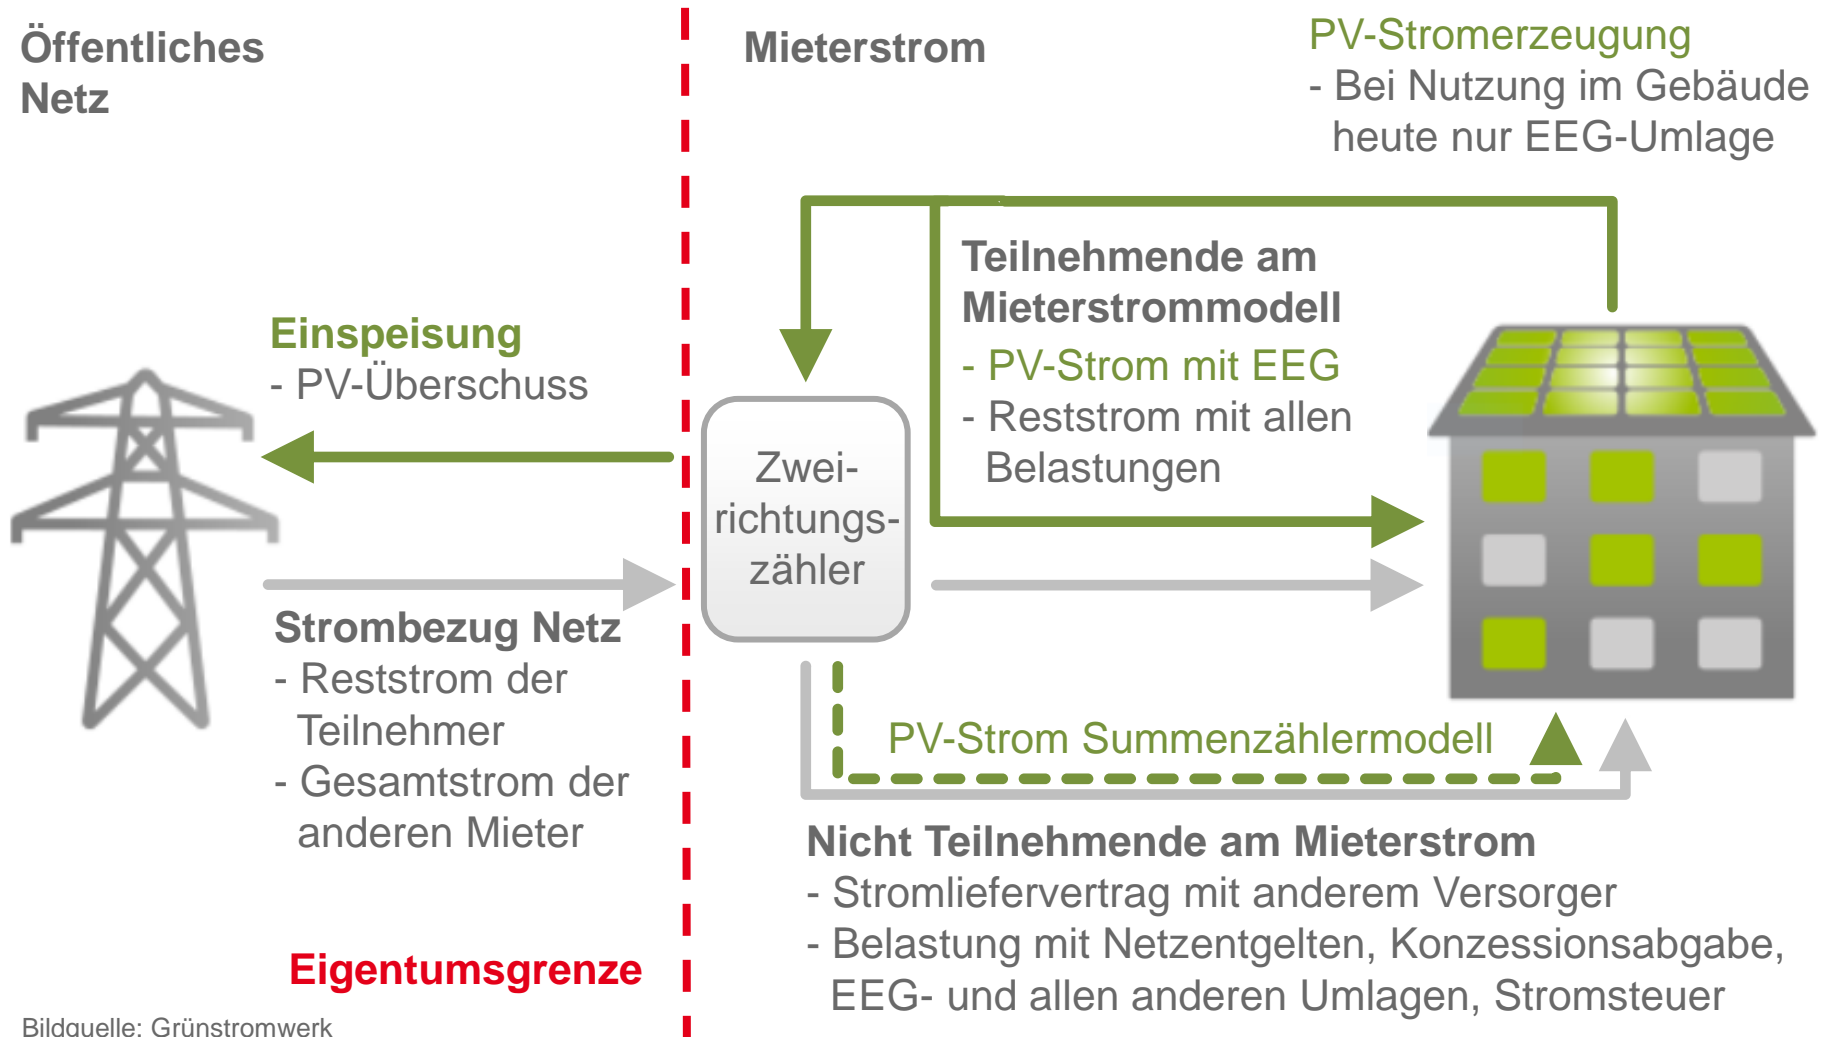 Öffentliches
Netz
Mieterstrom
PV-Stromerzeugung
- Bei Nutzung im Gebäude
heute nur EEG-Umlage
Teilnehmende am
Mieterstrommodell
- PV-Strom mit EEG
- Reststrom mit allen
Belastungen
Einspeisung
- PV-Überschuss
Zwei-
richtungs-
zähler
Strombezug Netz
- Reststrom der
Teilnehmer
- Gesamtstrom der
anderen Mieter
PV-Strom Summenzählermodell
Nicht Teilnehmende am Mieterstrom
- Stromliefervertrag mit anderem Versorger
- Belastung mit Netzentgelten, Konzessionsabgabe,
EEG- und allen anderen Umlagen, Stromsteuer
Eigentumsgrenze
Bildquelle: Grünstromwerk